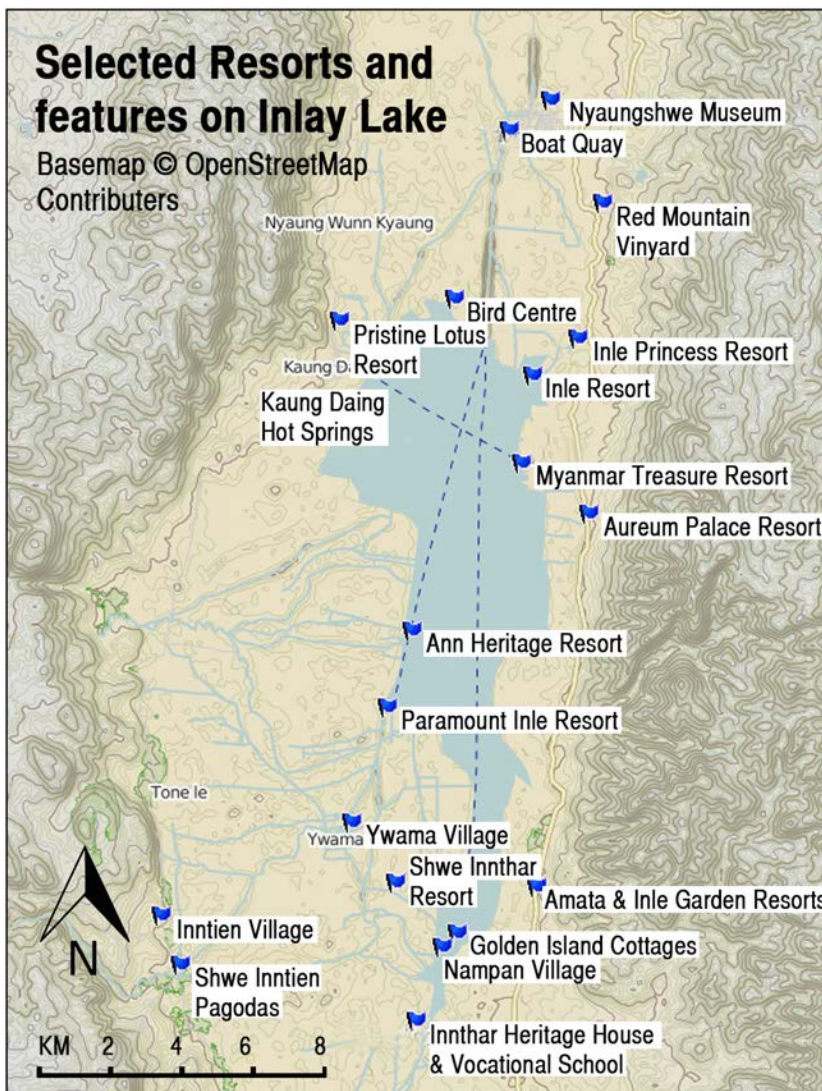 Selected Resorts and
features on Inlay Lake
Basemap © OpenStreetMap
Contributers
Nyaungshwe Museum
Boat Quay
Nyaung Wunn Kyaung
Red Mountain
Vinyard
Bird Centre
Pristine Lotus
Resort
Inle Princess Resort
Kaung Da
Inle Resort
Kaung Daing
Hot Springs
Myanmar Treasure Resort
Aureum Palace Resort
Ann Heritage Resort
Paramount Inle Resort
Tone le
Ywama Village
Ywama
Shwe Innthar
Resort
Amata & Inle Garden Resorts
Inntien Village
Golden Island Cottages
Nampan Village
N
Shwe Inntien
Pagodas
Innthar Heritage House
& Vocational School
KM 2 4 6 8